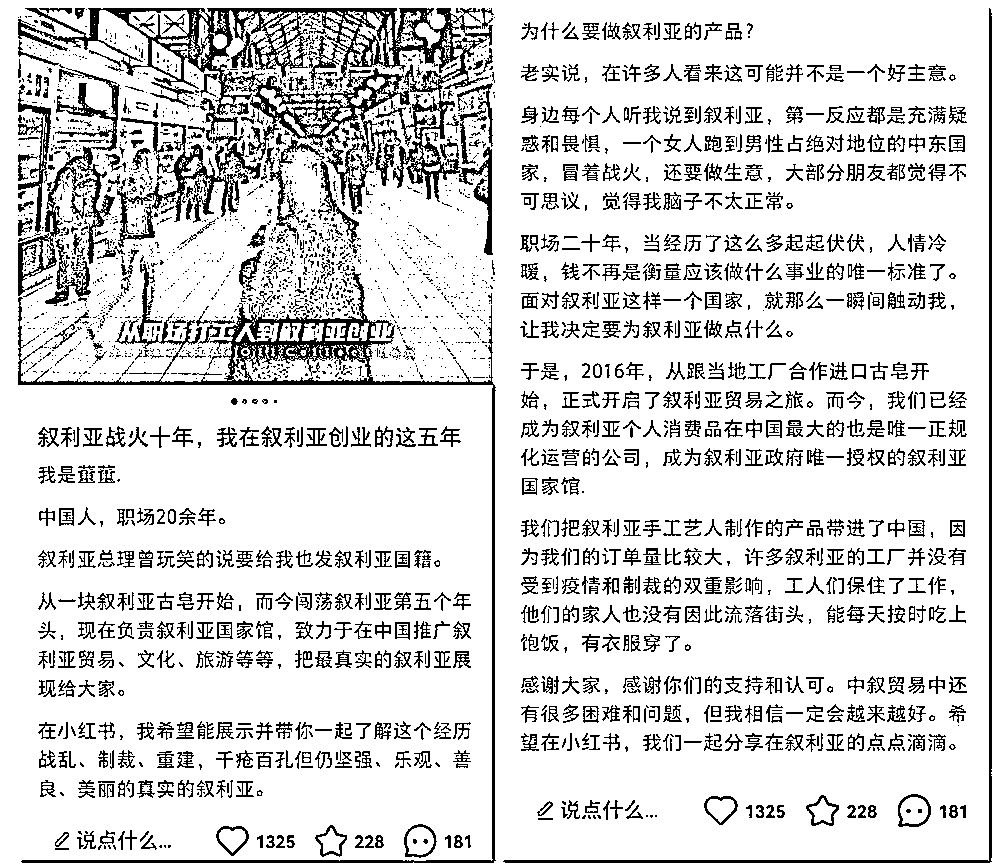 从职场打工人到叙利亚创业
叙利亚战火十年，我在叙利亚创业的这五年
我是蒄蒄.
中国人，职场20余年。
叙利亚总理曾玩笑的说要给我也发叙利亚国籍。
从一块叙利亚古皂开始，而今闯荡叙利亚第五个年
头，现在负责叙利亚国家馆，致力于在中国推广叙
利亚贸易、文化、旅游等等，把最真实的叙利亚展
现给大家。
在小红书，我希望能展示并带你一起了解这个经历
战乱、制裁、重建，千疮百孔但仍坚强、乐观、善
良、美丽的真实的叙利亚。
说点什么...
1325
228
181
为什么要做叙利亚的产品？
老实说，在许多人看来这可能并不是一个好主意。
身边每个人听我说到叙利亚，第一反应都是充满疑
惑和畏惧，一个女人跑到男性占绝对地位的中东国
家，冒着战火，还要做生意，大部分朋友都觉得不
可思议，觉得我脑子不太正常。
职场二十年，当经历了这么多起起伏伏，人情冷
暖，钱不再是衡量应该做什么事业的唯一标准了。
面对叙利亚这样一个国家，就那么一瞬间触动我，
让我决定要为叙利亚做点什么。
于是，2016年，从跟当地工厂合作进口古皂开
始，正式开启了叙利亚贸易之旅。而今，我们已经
成为叙利亚个人消费品在中国最大的也是唯一正规
化运营的公司，成为叙利亚政府唯一授权的叙利亚
国家馆.
我们把叙利亚手工艺人制作的产品带进了中国，因
为我们的订单量比较大，许多叙利亚的工厂并没有
受到疫情和制裁的双重影响，工人们保住了工作，
他们的家人也没有因此流落街头，能每天按时吃上
饱饭，有衣服穿了。
感谢大家，感谢你们的支持和认可。中叙贸易中还
有很多困难和问题，但我相信一定会越来越好。希
望在小红书，我们一起分享在叙利亚的点点滴滴。
说点什么...
1325
228
181